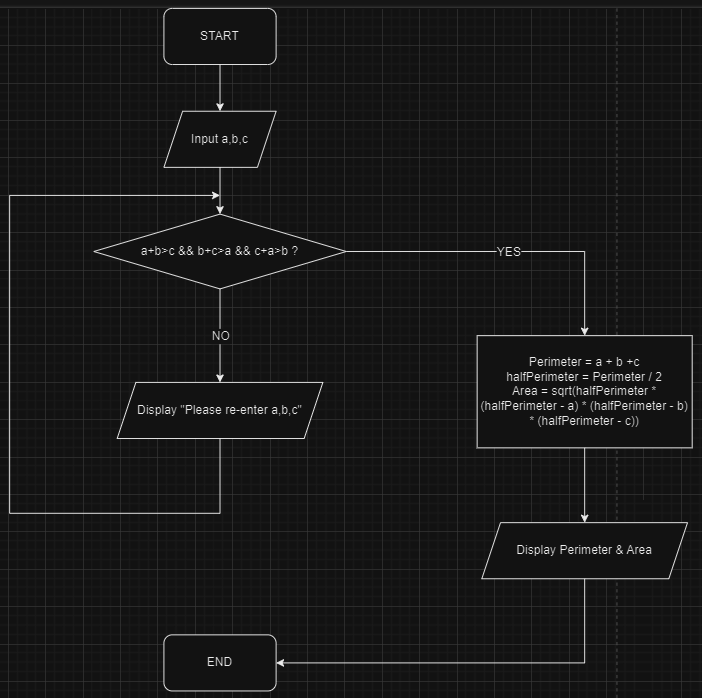 START
Input a,b,c
a+b>c && b+c>a && c+a>b ?
YES
NO
Perimeter = a + b +c
halfPerimeter = Perimeter / 2
Area = sqrt(halfPerimeter *
(halfPerimeter - a) * (halfPerimeter - b)
* (halfPerimeter - c))
Display "Please re-enter a,b,c"
Display Perimeter & Area
END